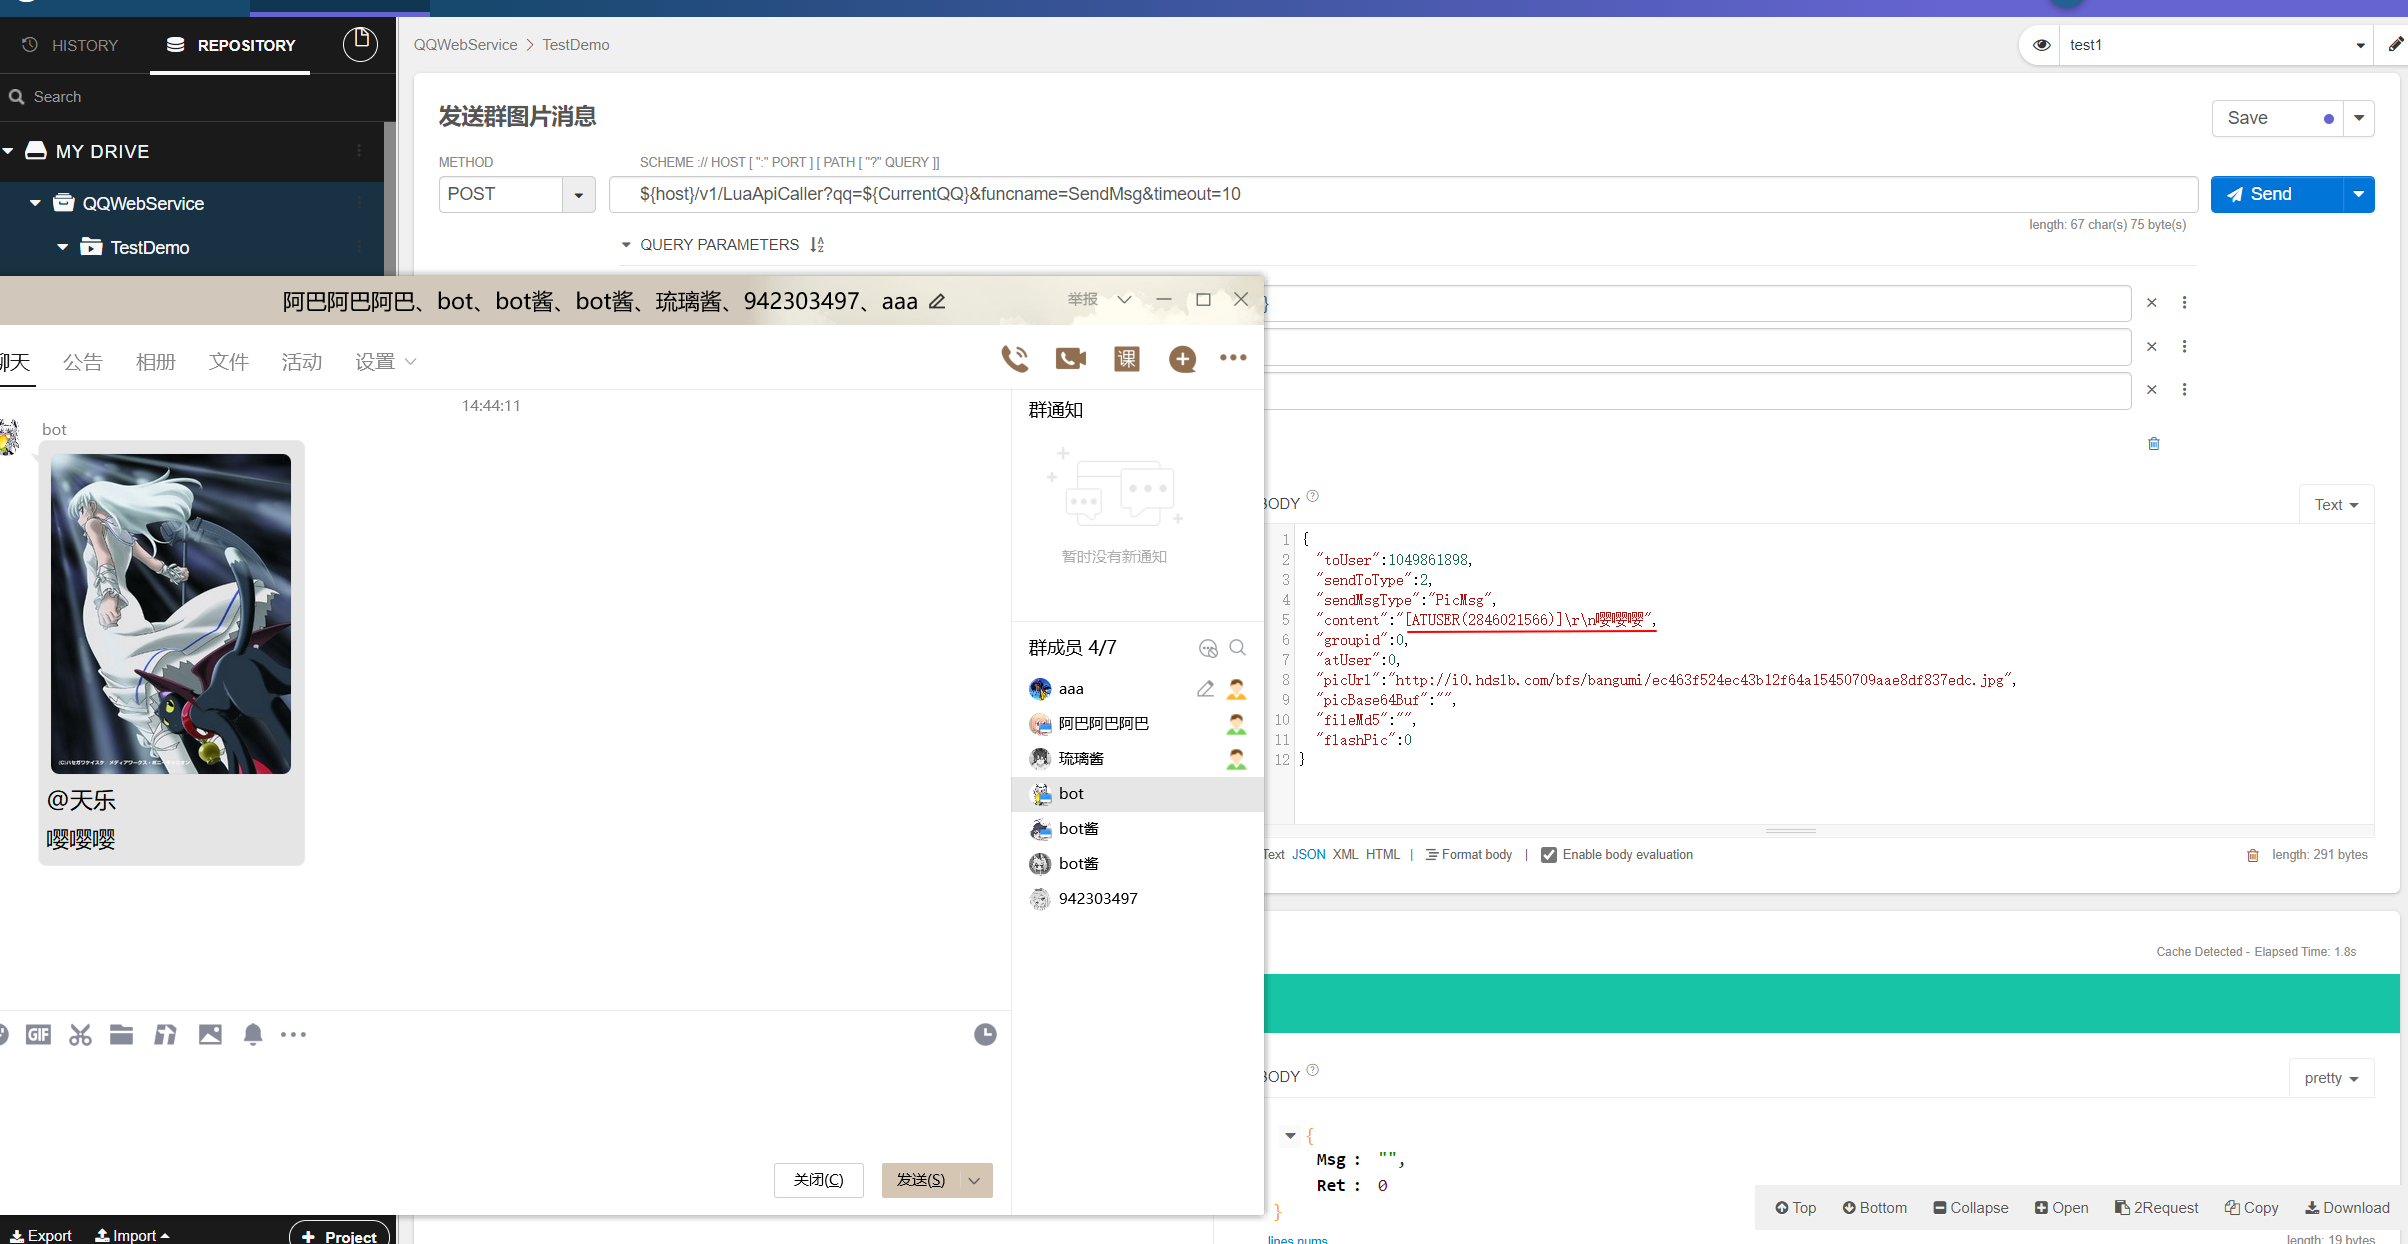 HISTORY
REPOSITORY
Search
MY DRIVE
QQWebService
TestDemo
QQWebService > TestDemo
test1
发送群图片消息
Save
METHOD
SCHEME :// HOST [ ":" PORT ] [ PATH [ "?" QUERY ]]
POST
${host}/v1/LuaApiCaller?qq=${CurrentQQ}&funcname=SendMsg&timeout=10
Send
length: 67 char(s) 75 byte(s)
QUERY PARAMETERS
阿巴阿巴阿巴、bot、bot酱、bot酱、琉璃酱、942303497、aaa
举报
}
聊天
公告
相册
文件
活动
设置
课
14:44:11
bot
@天乐
嘤嘤嘤
群通知
暂时没有新通知
群成员 4/7
aaa
阿巴阿巴阿巴
琉璃酱
bot
bot酱
bot酱
942303497
GIF
关闭(C)
发送(S)
BODY
Text
1 {
2 "toUser":1049861898,
3 "sendToType":2,
4 "sendMsgType":"PicMsg",
5 "content":"[ATUSER(2846021566)]\r\n嘤嘤嘤",
6 "groupid":0,
7 "atUser":0,
8 "picUrl":"http://i0.hdslb.com/bfs/bangumi/ec463f524ec43b12f64a15450709aae8df837edc.jpg",
9 "picBase64Buf":"",
10 "fileMd5":"",
11 "flashPic":0
12 }
Text JSON XML HTML | Format body | Enable body evaluation
length: 291 bytes
Cache Detected - Elapsed Time: 1.8s
BODY
pretty
{
Msg : "",
Ret : 0
}
lines nums
Top
Bottom
Collapse
Open
2Request
Copy
Download
length: 19 bytes
Export
Import
Project